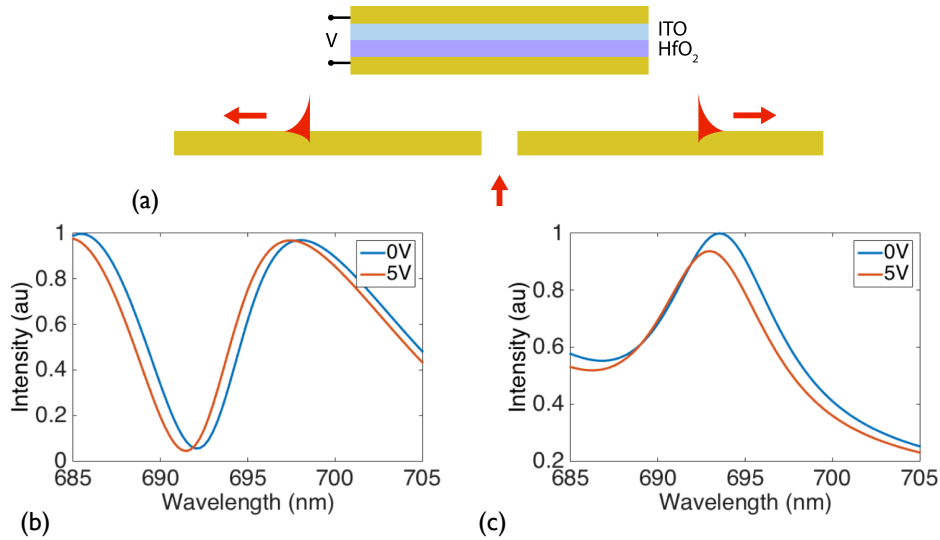 V
ITO
HfO₂
(a)
1
0.8
0.6
0.4
0.2
0
685
690
695
700
705
Intensity (au)
Wavelength (nm)
0V
5V
(b)
1
0.8
0.6
0.4
0.2
685
690
695
700
705
Intensity (au)
Wavelength (nm)
0V
5V
(c)